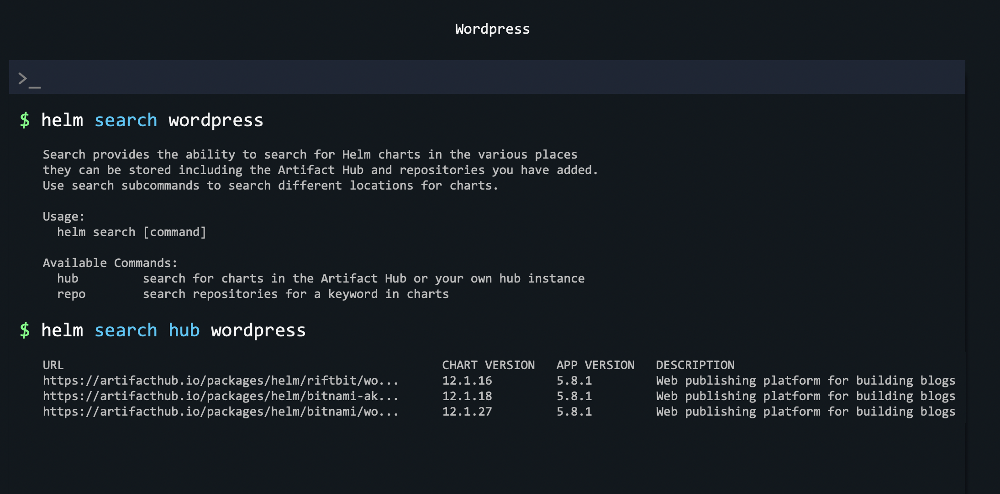 Wordpress
>_
$ helm search wordpress
Search provides the ability to search for Helm charts in the various places
they can be stored including the Artifact Hub and repositories you have added.
Use search subcommands to search different locations for charts.
Usage:
helm search [command]
Available Commands:
hub search for charts in the Artifact Hub or your own hub instance
repo search repositories for a keyword in charts
$ helm search hub wordpress
URL CHART VERSION APP VERSION DESCRIPTION
https://artifacthub.io/packages/helm/riftbit/wo... 12.1.16 5.8.1 Web publishing platform for building blogs
https://artifacthub.io/packages/helm/bitnami-ak... 12.1.18 5.8.1 Web publishing platform for building blogs
https://artifacthub.io/packages/helm/bitnami/wo... 12.1.27 5.8.1 Web publishing platform for building blogs